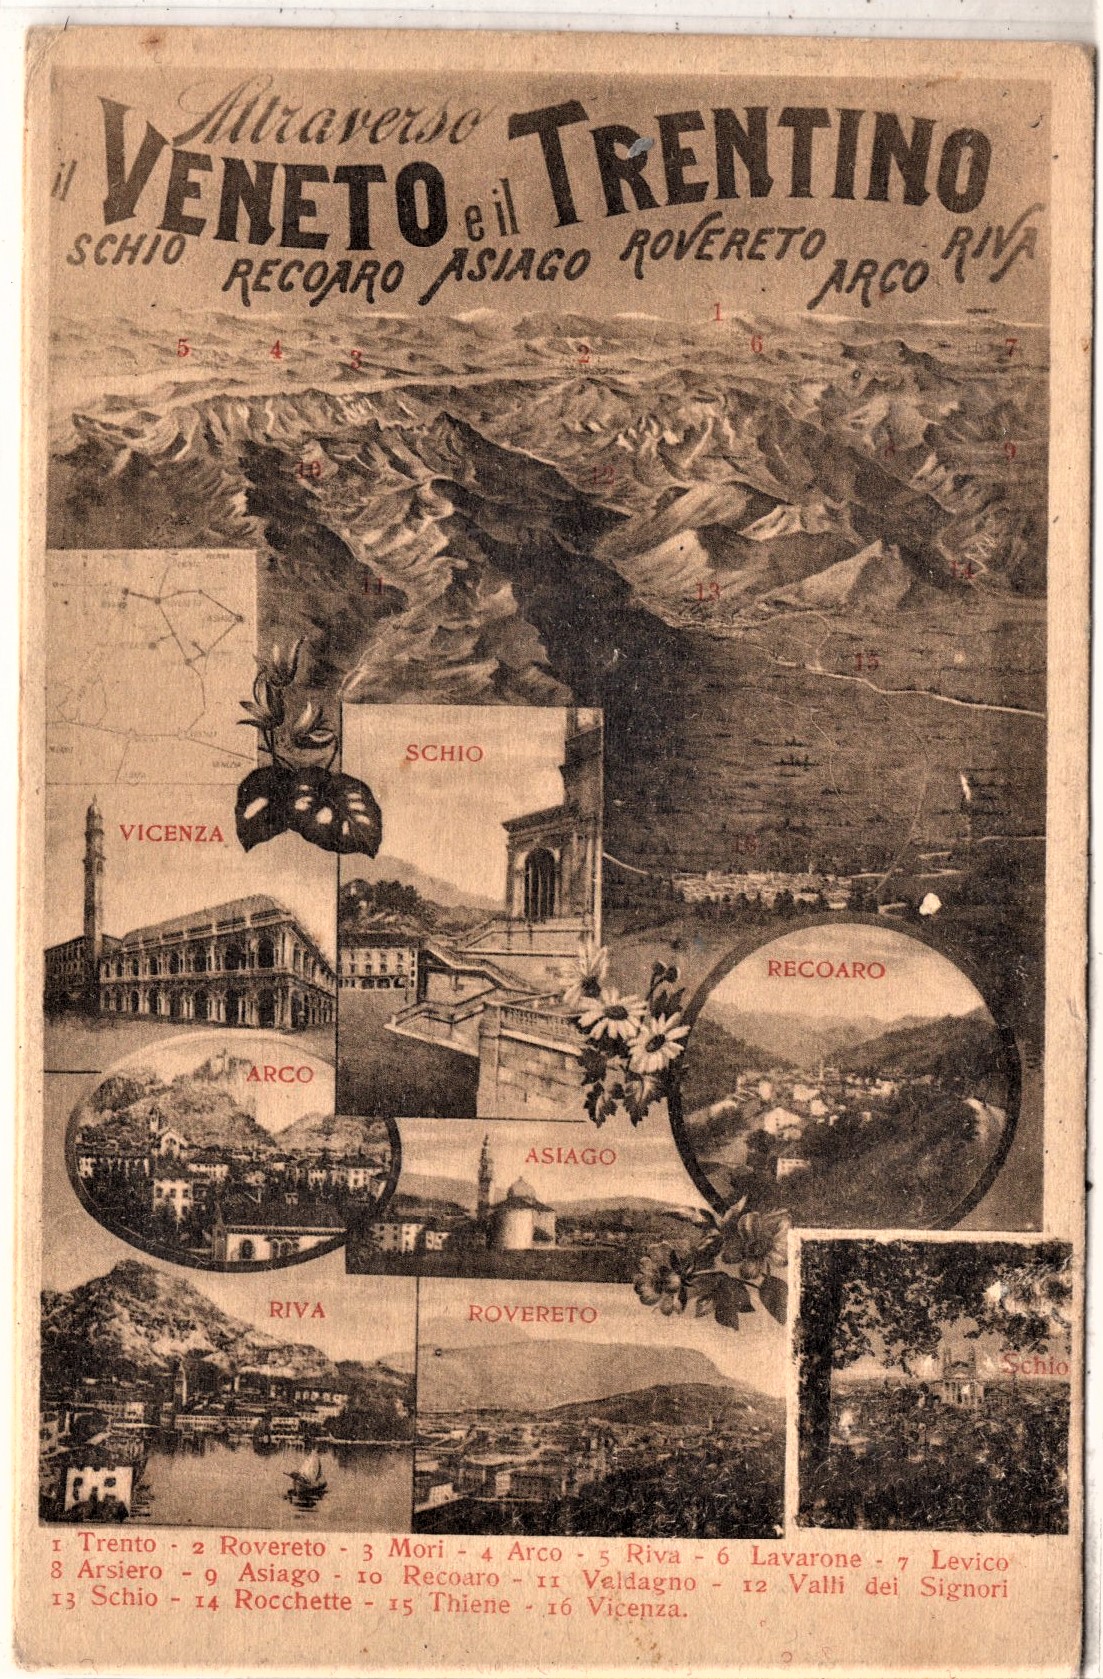 Attraverso
il VENETO e il TRENTINO
SCHIO RECOARO ASIAGO ROVERETO ARCO RIVA
1
5 4 3 2 6 7
8 9
10 12
11 13 14
15
16
VENEZIA
SCHIO
VICENZA
RECOARO
ARCO
ASIAGO
RIVA
ROVERETO
Schio
1 Trento - 2 Rovereto - 3 Mori - 4 Arco - 5 Riva - 6 Lavarone - 7 Levico
8 Arsiero - 9 Asiago - 10 Recoaro - 11 Valdagno - 12 Valli dei Signori
13 Schio - 14 Rocchette - 15 Thiene - 16 Vicenza.